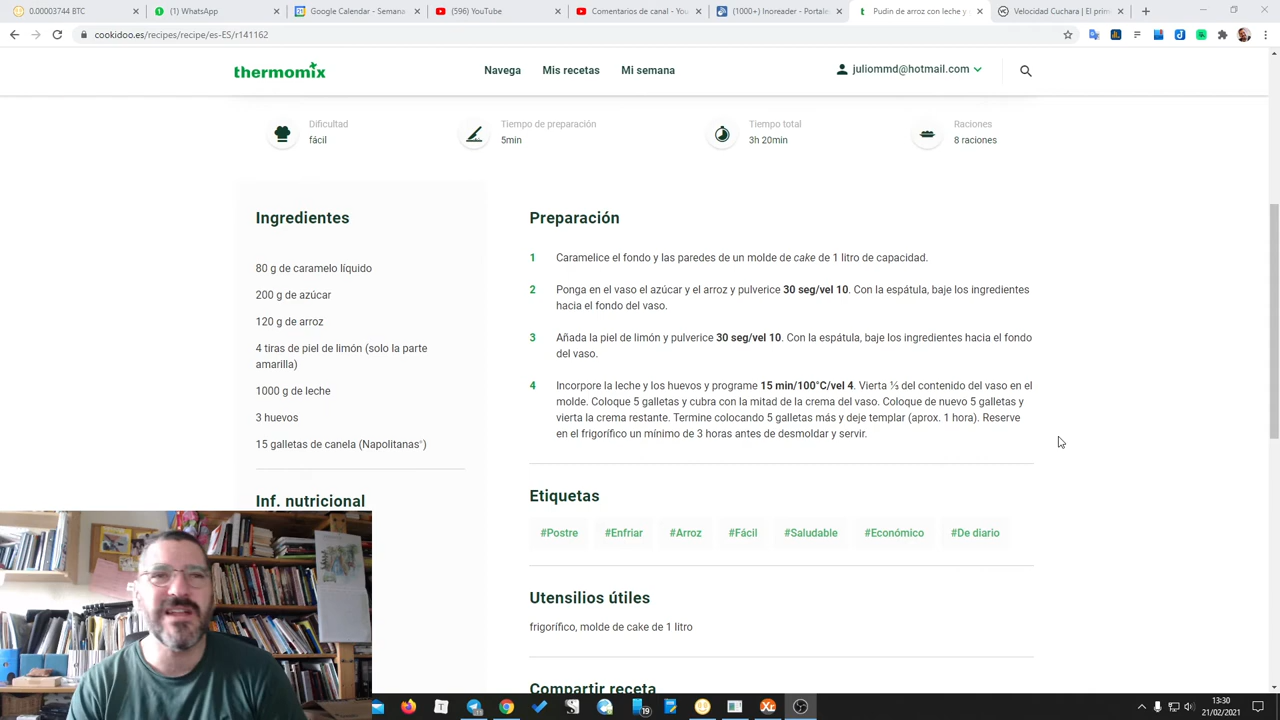 0.00003744 BTC
(1) WhatsApp
Google Calendar - Semana
(596) YouTube
Comentarios de canal - You
(1000+) Inoreader - Portale
Pudin de arroz con leche y
Velocidad Cuchara | El prim
cookidoo.es/recipes/recipe/es-ES/r141162
thermomix
Navega
Mis recetas
Mi semana
juliommd@hotmail.com
Dificultad
fácil
Tiempo de preparación
5min
Tiempo total
3h 20min
Raciones
8 raciones
Ingredientes
80 g de caramelo líquido
200 g de azúcar
120 g de arroz
4 tiras de piel de limón (solo la parte
amarilla)
1000 g de leche
3 huevos
15 galletas de canela (Napolitanas®)
Inf. nutricional
Preparación
1 Caramelice el fondo y las paredes de un molde de cake de 1 litro de capacidad.
2 Ponga en el vaso el azúcar y el arroz y pulverice 30 seg/vel 10. Con la espátula, baje los ingredientes
hacia el fondo del vaso.
3 Añada la piel de limón y pulverice 30 seg/vel 10. Con la espátula, baje los ingredientes hacia el fondo
del vaso.
4 Incorpore la leche y los huevos y programe 15 min/100°C/vel 4. Vierta ⅓ del contenido del vaso en el
molde. Coloque 5 galletas y cubra con la mitad de la crema del vaso. Coloque de nuevo 5 galletas y
vierta la crema restante. Termine colocando 5 galletas más y deje templar (aprox. 1 hora). Reserve
en el frigorífico un mínimo de 3 horas antes de desmoldar y servir.
Etiquetas
#Postre
#Enfriar
#Arroz
#Fácil
#Saludable
#Económico
#De diario
Utensilios útiles
frigorífico, molde de cake de 1 litro
Compartir receta
19
13:30
21/02/2021